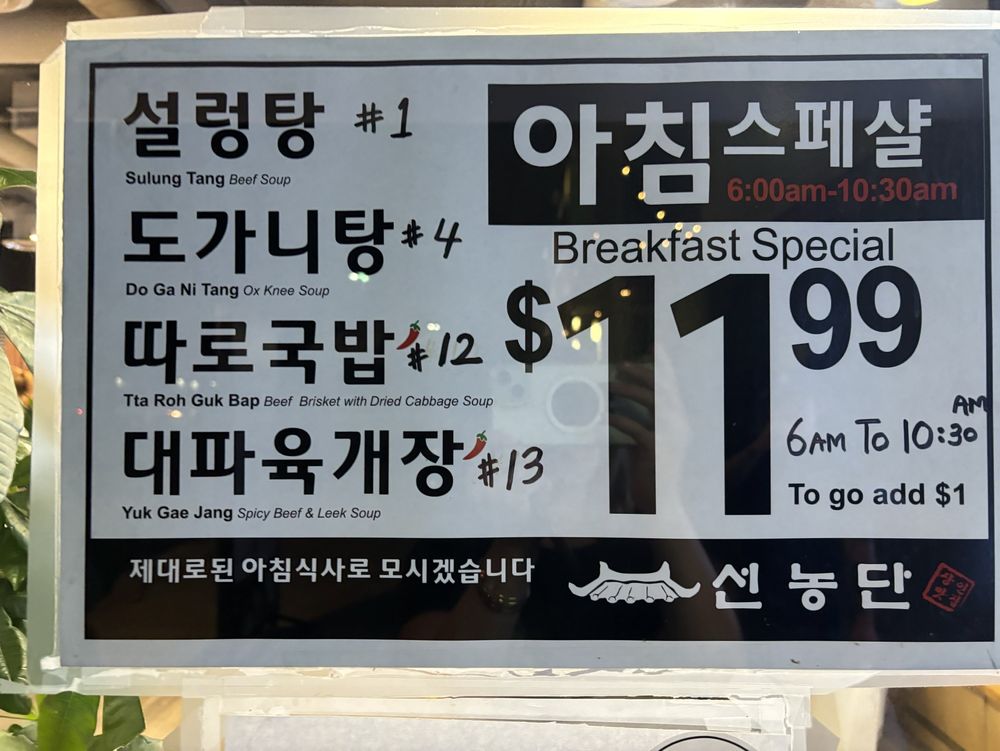 설렁탕 #1
Sulung Tang Beef Soup
도가니탕 #4
Do Ga Ni Tang Ox Knee Soup
따로국밥 #12
Tta Roh Guk Bap Beef Brisket with Dried Cabbage Soup
대파육개장 #13
Yuk Gae Jang Spicy Beef & Leek Soup
아침스페샬
6:00am-10:30am
Breakfast Special
$11.99
6AM To 10:30 AM
To go add $1
제대로된 아침식사로 모시겠습니다
선농단